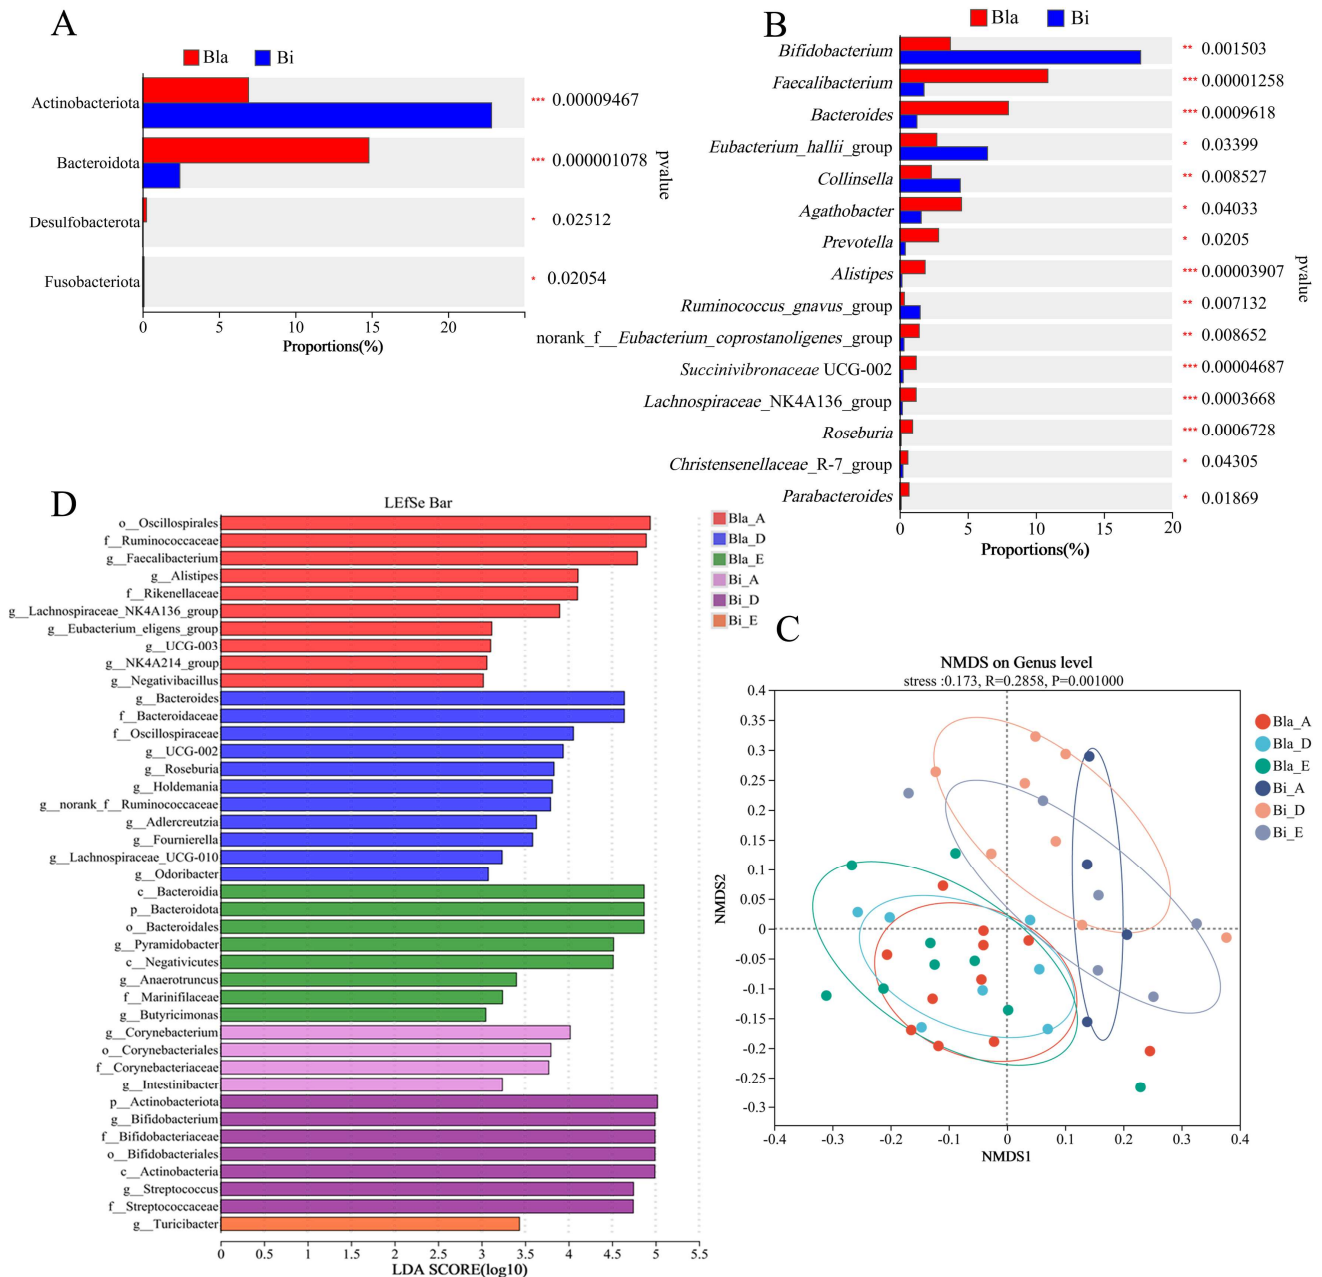 A
Bla Bi
Actinobacteriota *** 0.00009467
Bacteroidota *** 0.000001078
Desulfobacterota * 0.02512
Fusobacteriota * 0.02054
pvalue
0 5 10 15 20
Proportions(%)
B
Bla Bi
Bifidobacterium ** 0.001503
Faecalibacterium *** 0.00001258
Bacteroides *** 0.0009618
Eubacterium_hallii_group * 0.03399
Collinsella ** 0.008527
Agathobacter * 0.04033
Prevotella * 0.0205
Alistipes *** 0.00003907
Ruminococcus_gnavus_group ** 0.007132
norank_f__Eubacterium_coprostanoligenes_group ** 0.008652
Succinivibronaceae UCG-002 *** 0.00004687
Lachnospiraceae_NK4A136_group *** 0.0003668
Roseburia *** 0.0006728
Christensenellaceae_R-7_group * 0.04305
Parabacteroides * 0.01869
pvalue
0 5 10 15 20
Proportions(%)
D
LEfSe Bar
o__Oscillospirales
f__Ruminococcaceae
g__Faecalibacterium
g__Alistipes
f__Rikenellaceae
g__Lachnospiraceae_NK4A136_group
g__Eubacterium_eligens_group
g__UCG-003
g__NK4A214_group
g__Negativibacillus
g__Bacteroides
f__Bacteroidaceae
f__Oscillospiraceae
g__UCG-002
g__Roseburia
g__Holdemania
g__norank_f__Ruminococcaceae
g__Adlercreutzia
g__Fournierella
g__Lachnospiraceae_UCG-010
g__Odoribacter
c__Bacteroidia
p__Bacteroidota
o__Bacteroidales
g__Pyramidobacter
c__Negativicutes
g__Anaerotruncus
f__Marinifilaceae
g__Butyricimonas
g__Corynebacterium
o__Corynebacteriales
f__Corynebacteriaceae
g__Intestinibacter
p__Actinobacteriota
g__Bifidobacterium
f__Bifidobacteriaceae
o__Bifidobacteriales
c__Actinobacteria
g__Streptococcus
f__Streptococcaceae
g__Turicibacter
0 0.5 1 1.5 2 2.5 3 3.5 4 4.5 5 5.5
LDA SCORE(log10)
Bla_A
Bla_D
Bla_E
Bi_A
Bi_D
Bi_E
C
NMDS on Genus level
stress :0.173, R=0.2858, P=0.001000
0.4
0.35
0.3
0.25
0.2
0.15
0.1
0.05
0
-0.05
-0.1
-0.15
-0.2
-0.25
-0.3
NMDS2
-0.4 -0.3 -0.2 -0.1 0 0.1 0.2 0.3 0.4
NMDS1
Bla_A
Bla_D
Bla_E
Bi_A
Bi_D
Bi_E